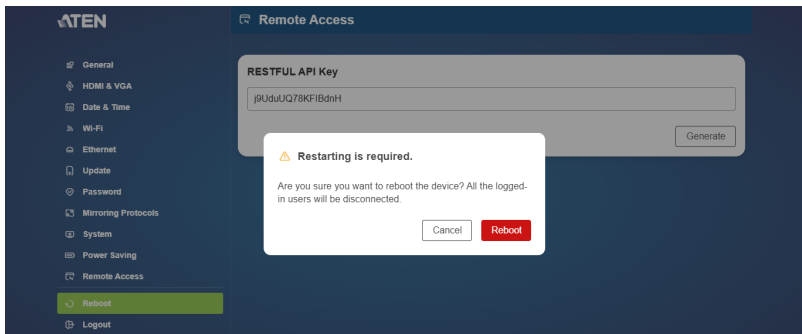 ATEN
Remote Access
General
HDMI & VGA
Date & Time
Wi-Fi
Ethernet
Update
Password
Mirroring Protocols
System
Power Saving
Remote Access
Reboot
Logout
RESTFUL API Key
j9UduUQ78KFIBdnH
Generate
Restarting is required.
Are you sure you want to reboot the device? All the logged-
in users will be disconnected.
Cancel
Reboot